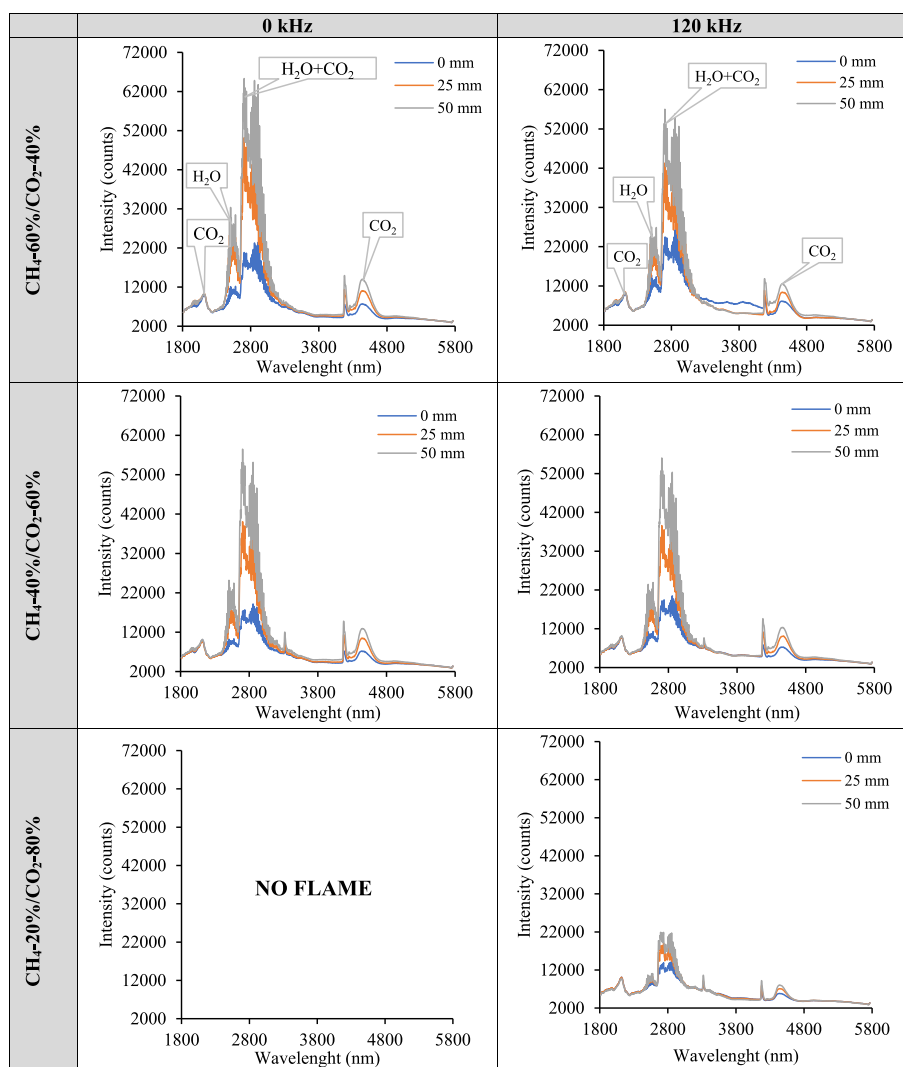 0 kHz
120 kHz
CH₄-60%/CO₂-40%
72000
62000
52000
42000
32000
22000
12000
2000
Intensity (counts)
H₂O+CO₂
0 mm
25 mm
50 mm
H₂O
CO₂
CO₂
1800 2800 3800 4800 5800
Wavelenght (nm)
72000
62000
52000
42000
32000
22000
12000
2000
Intensity (counts)
H₂O+CO₂
0 mm
25 mm
50 mm
H₂O
CO₂
CO₂
1800 2800 3800 4800 5800
Wavelenght (nm)
CH₄-40%/CO₂-60%
72000
62000
52000
42000
32000
22000
12000
2000
Intensity (counts)
0 mm
25 mm
50 mm
1800 2800 3800 4800 5800
Wavelenght (nm)
72000
62000
52000
42000
32000
22000
12000
2000
Intensity (counts)
0 mm
25 mm
50 mm
1800 2800 3800 4800 5800
Wavelenght (nm)
CH₄-20%/CO₂-80%
72000
62000
52000
42000
32000
22000
12000
2000
Intensity (counts)
NO FLAME
1800 2800 3800 4800 5800
72000
62000
52000
42000
32000
22000
12000
2000
Intensity (counts)
0 mm
25 mm
50 mm
1800 2800 3800 4800 5800
Wavelenght (nm)